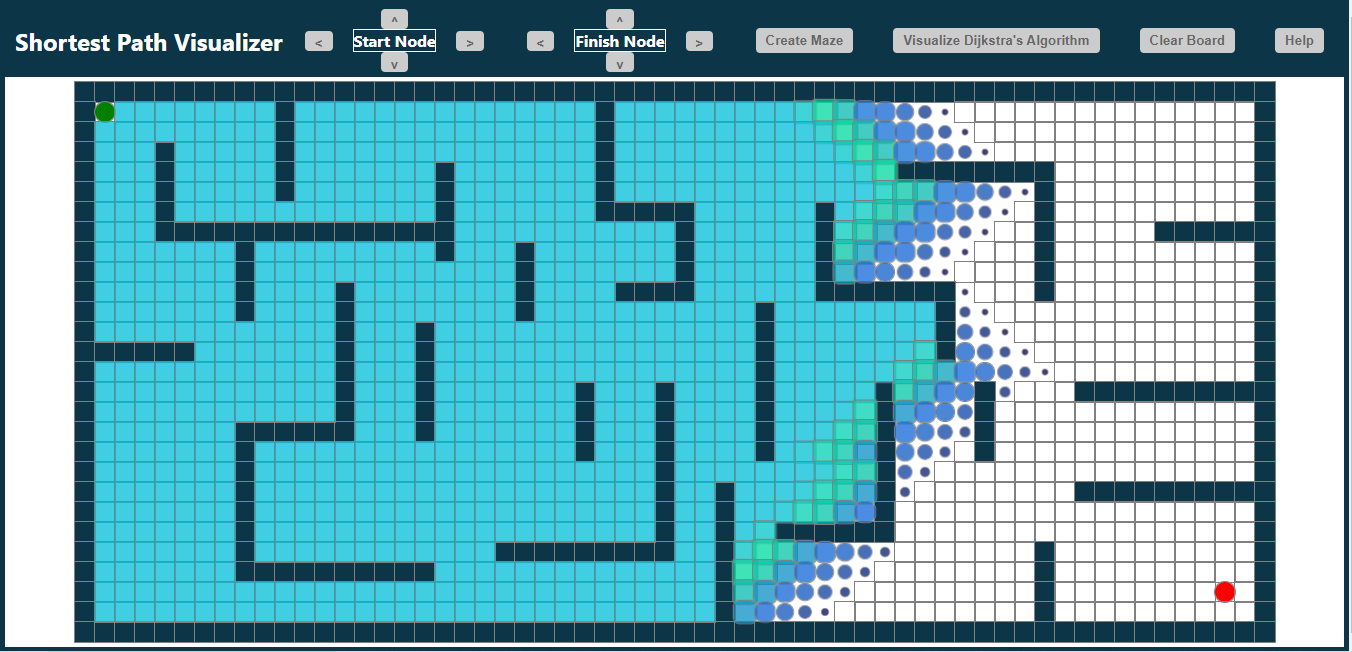 ^ ^
Shortest Path Visualizer < Start Node > < Finish Node > Create Maze Visualize Dijkstra's Algorithm Clear Board Help
v v